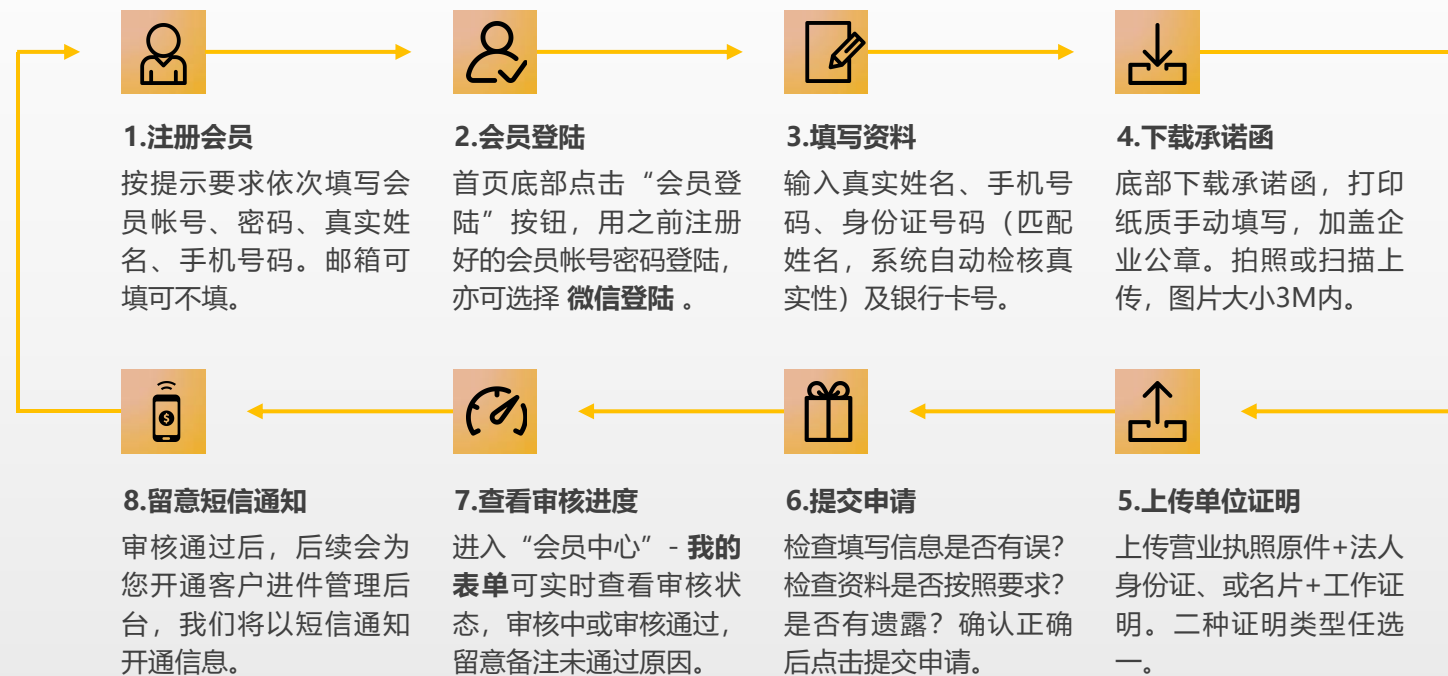 1.注册会员
按提示要求依次填写会
员帐号、密码、真实姓
名、手机号码。邮箱可
填可不填。
2.会员登陆
首页底部点击“会员登
陆”按钮，用之前注册
好的会员帐号密码登陆，
亦可选择 微信登陆 。
3.填写资料
输入真实姓名、手机号
码、身份证号码（匹配
姓名，系统自动检核真
实性）及银行卡号。
4.下载承诺函
底部下载承诺函，打印
纸质手动填写，加盖企
业公章。拍照或扫描上
传，图片大小3M内。
5.上传单位证明
上传营业执照原件+法人
身份证、或名片+工作证
明。二种证明类型任选
一。
6.提交申请
检查填写信息是否有误？
检查资料是否按照要求？
是否有遗露？确认正确
后点击提交申请。
7.查看审核进度
进入“会员中心”- 我的
表单可实时查看审核状
态，审核中或审核通过，
留意备注未通过原因。
8.留意短信通知
审核通过后，后续会为
您开通客户进件管理后
台，我们将以短信通知
开通信息。